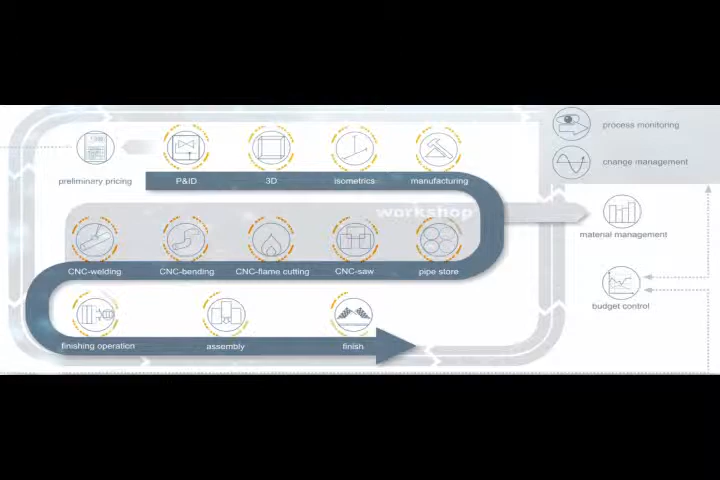 process monitoring
change management
preliminary pricing
P&ID
3D
isometrics
manufacturing
workshop
material management
CNC-welding
CNC-bending
CNC-flame cutting
CNC-saw
pipe store
budget control
finishing operation
assembly
finish